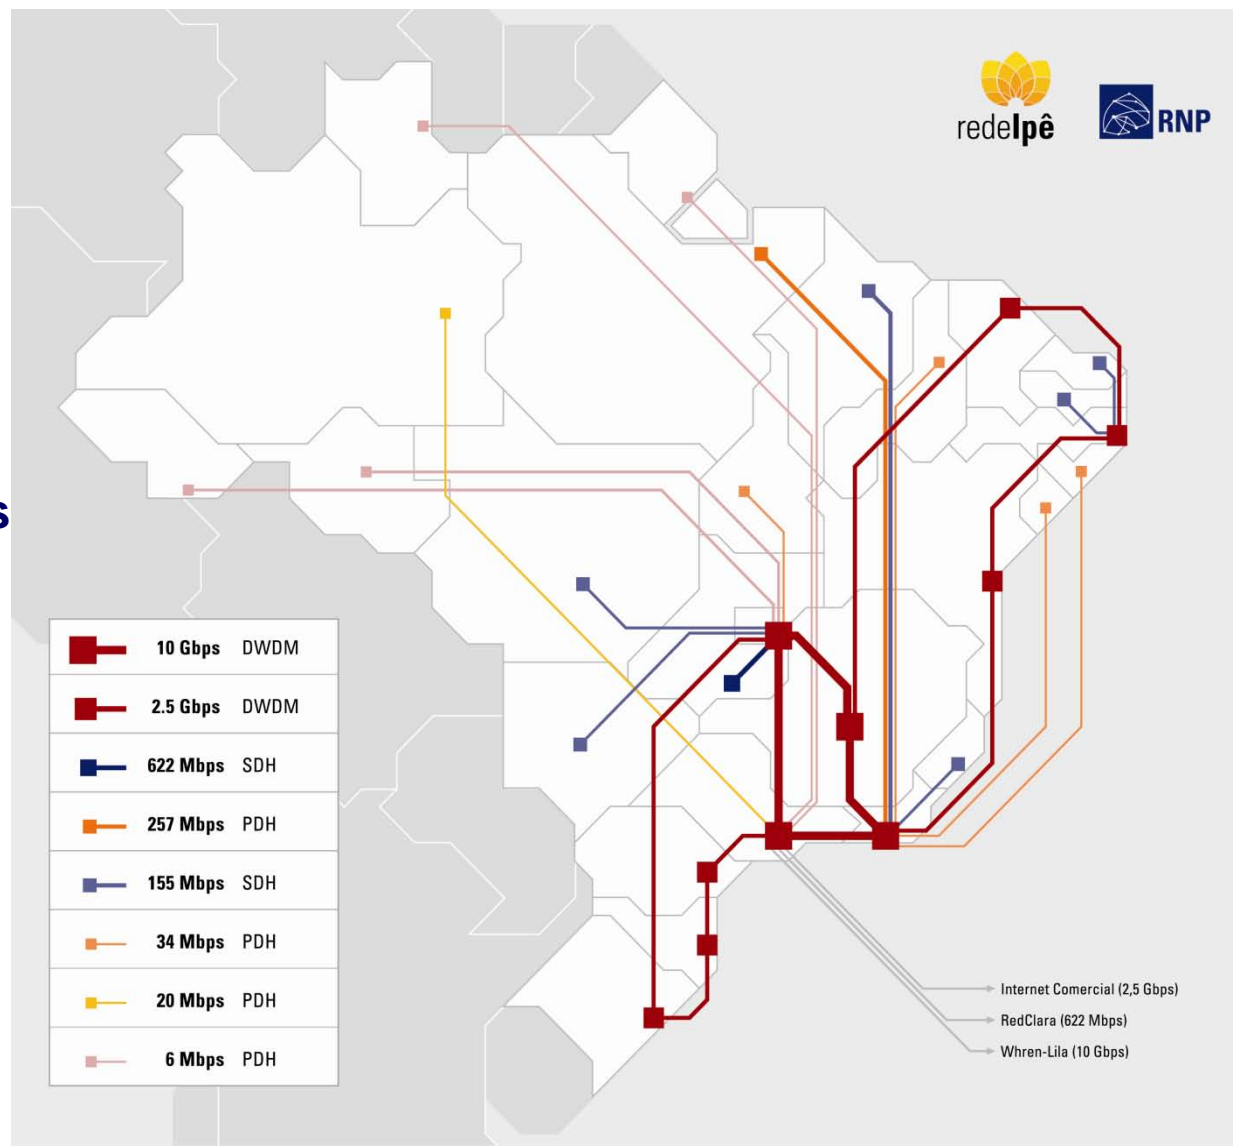 redeIpê
RNP
s
10 Gbps DWDM
2.5 Gbps DWDM
622 Mbps SDH
257 Mbps PDH
155 Mbps SDH
34 Mbps PDH
20 Mbps PDH
6 Mbps PDH
Internet Comercial (2,5 Gbps)
RedClara (622 Mbps)
Whren-Lila (10 Gbps)